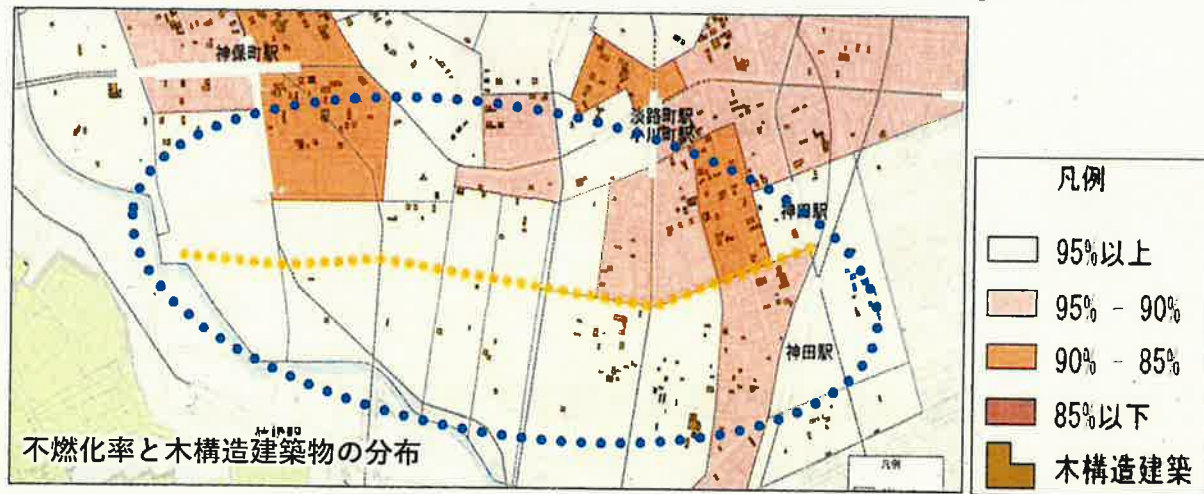 神保町駅
淡路町駅
小川町駅
神田駅
神田駅
不燃化率と木構造建築物の分布
凡例
凡例
95%以上
95% - 90%
90% - 85%
85%以下
木構造建築